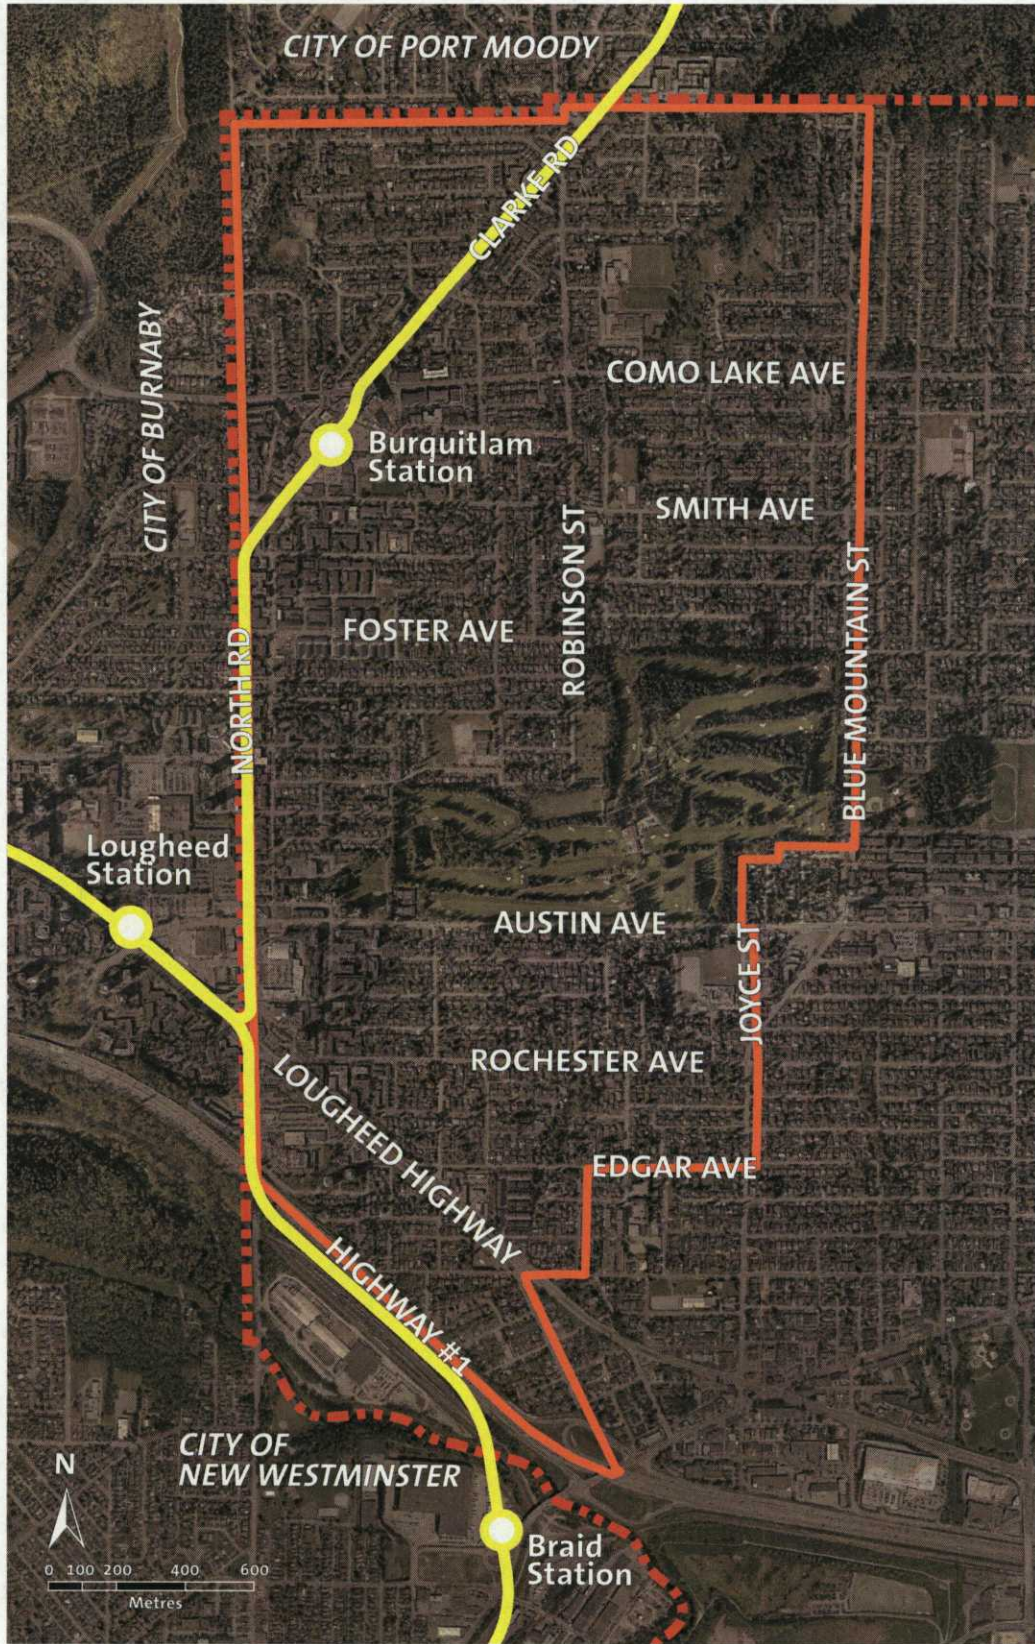 CITY OF PORT MOODY
CLARKE RD
CITY OF BURNABY
COMO LAKE AVE
Burquitlam
Station
SMITH AVE
ROBINSON ST
BLUE MOUNTAIN ST
FOSTER AVE
NORTH RD
Lougheed
Station
AUSTIN AVE
JOYCE ST
ROCHESTER AVE
LOUGHEED HIGHWAY
EDGAR AVE
HIGHWAY #1
CITY OF
NEW WESTMINSTER
N
Braid
Station
0 100 200 400 600
Metres